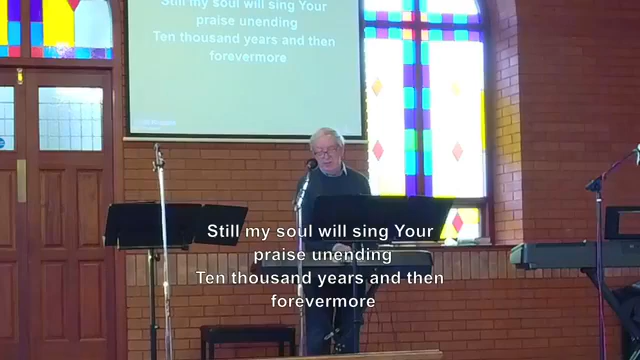 Still my soul will sing Your
praise unending
Ten thousand years and then
forevermore
Still my soul will sing Your
praise unending
Ten thousand years and then
forevermore